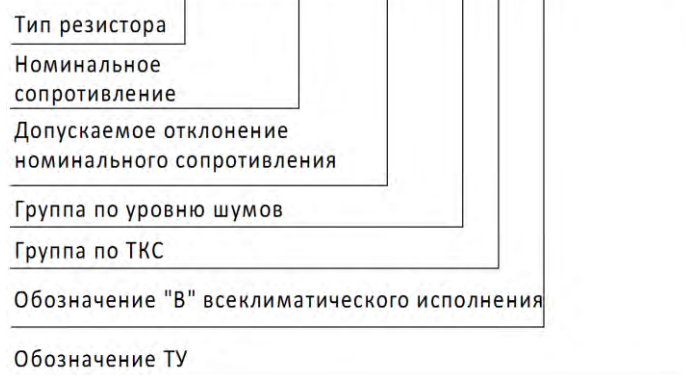 Тип резистора
Номинальное
сопротивление
Допускаемое отклонение
номинального сопротивления
Группа по уровню шумов
Группа по ТКС
Обозначение "В" всеклиматического исполнения
Обозначение ТУ